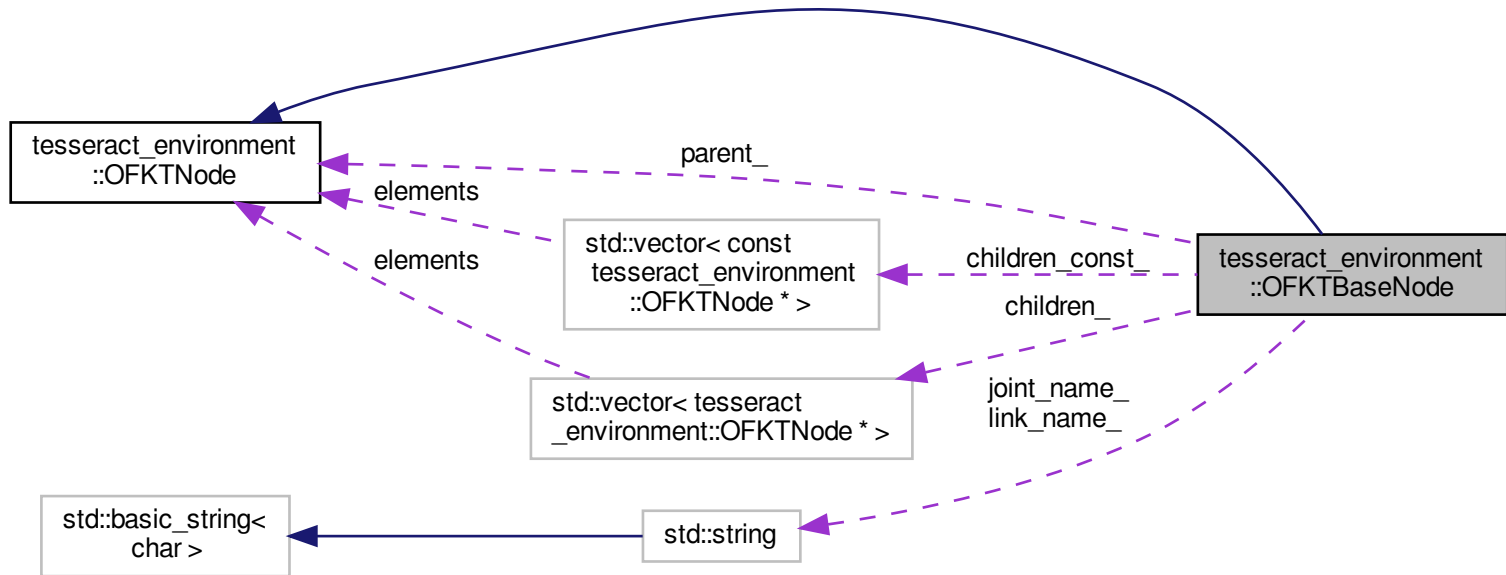 tesseract_environment
::OFKTNode
parent_
elements
elements
std::vector< const
tesseract_environment
::OFKTNode * >
children_const_
tesseract_environment
::OFKTBaseNode
children_
std::vector< tesseract
_environment::OFKTNode * >
joint_name_
link_name_
std::basic_string<
char >
std::string